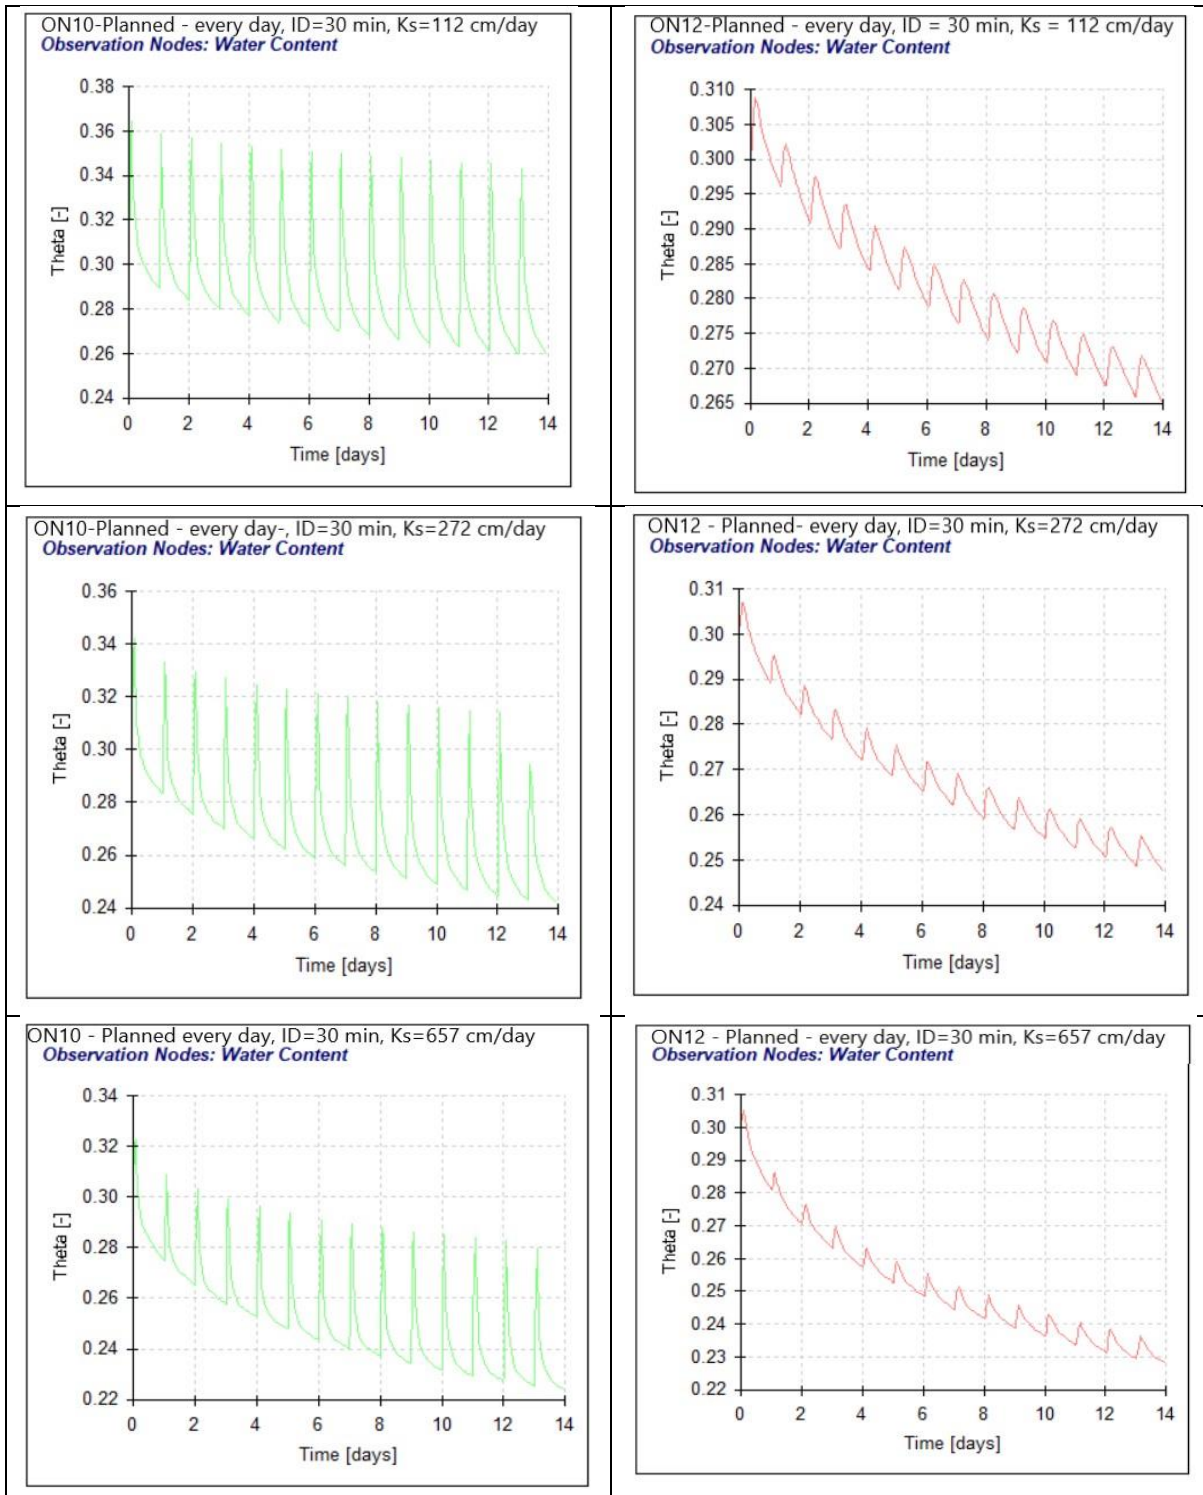 ON10-Planned - every day, ID=30 min, Ks=112 cm/day
Observation Nodes: Water Content
0.38
0.36
0.34
0.32
0.30
0.28
0.26
0.24
Theta [-]
0 2 4 6 8 10 12 14
Time [days]
ON12-Planned - every day, ID = 30 min, Ks = 112 cm/day
Observation Nodes: Water Content
0.310
0.305
0.300
0.295
0.290
0.285
0.280
0.275
0.270
0.265
Theta [-]
0 2 4 6 8 10 12 14
Time [days]
ON10-Planned - every day-, ID=30 min, Ks=272 cm/day
Observation Nodes: Water Content
0.36
0.34
0.32
0.30
0.28
0.26
0.24
Theta [-]
0 2 4 6 8 10 12 14
Time [days]
ON12 - Planned- every day, ID=30 min, Ks=272 cm/day
Observation Nodes: Water Content
0.31
0.30
0.29
0.28
0.27
0.26
0.25
0.24
Theta [-]
0 2 4 6 8 10 12 14
Time [days]
ON10 - Planned every day, ID=30 min, Ks=657 cm/day
Observation Nodes: Water Content
0.34
0.32
0.30
0.28
0.26
0.24
0.22
Theta [-]
0 2 4 6 8 10 12 14
Time [days]
ON12 - Planned - every day, ID=30 min, Ks=657 cm/day
Observation Nodes: Water Content
0.31
0.30
0.29
0.28
0.27
0.26
0.25
0.24
0.23
0.22
Theta [-]
0 2 4 6 8 10 12 14
Time [days]